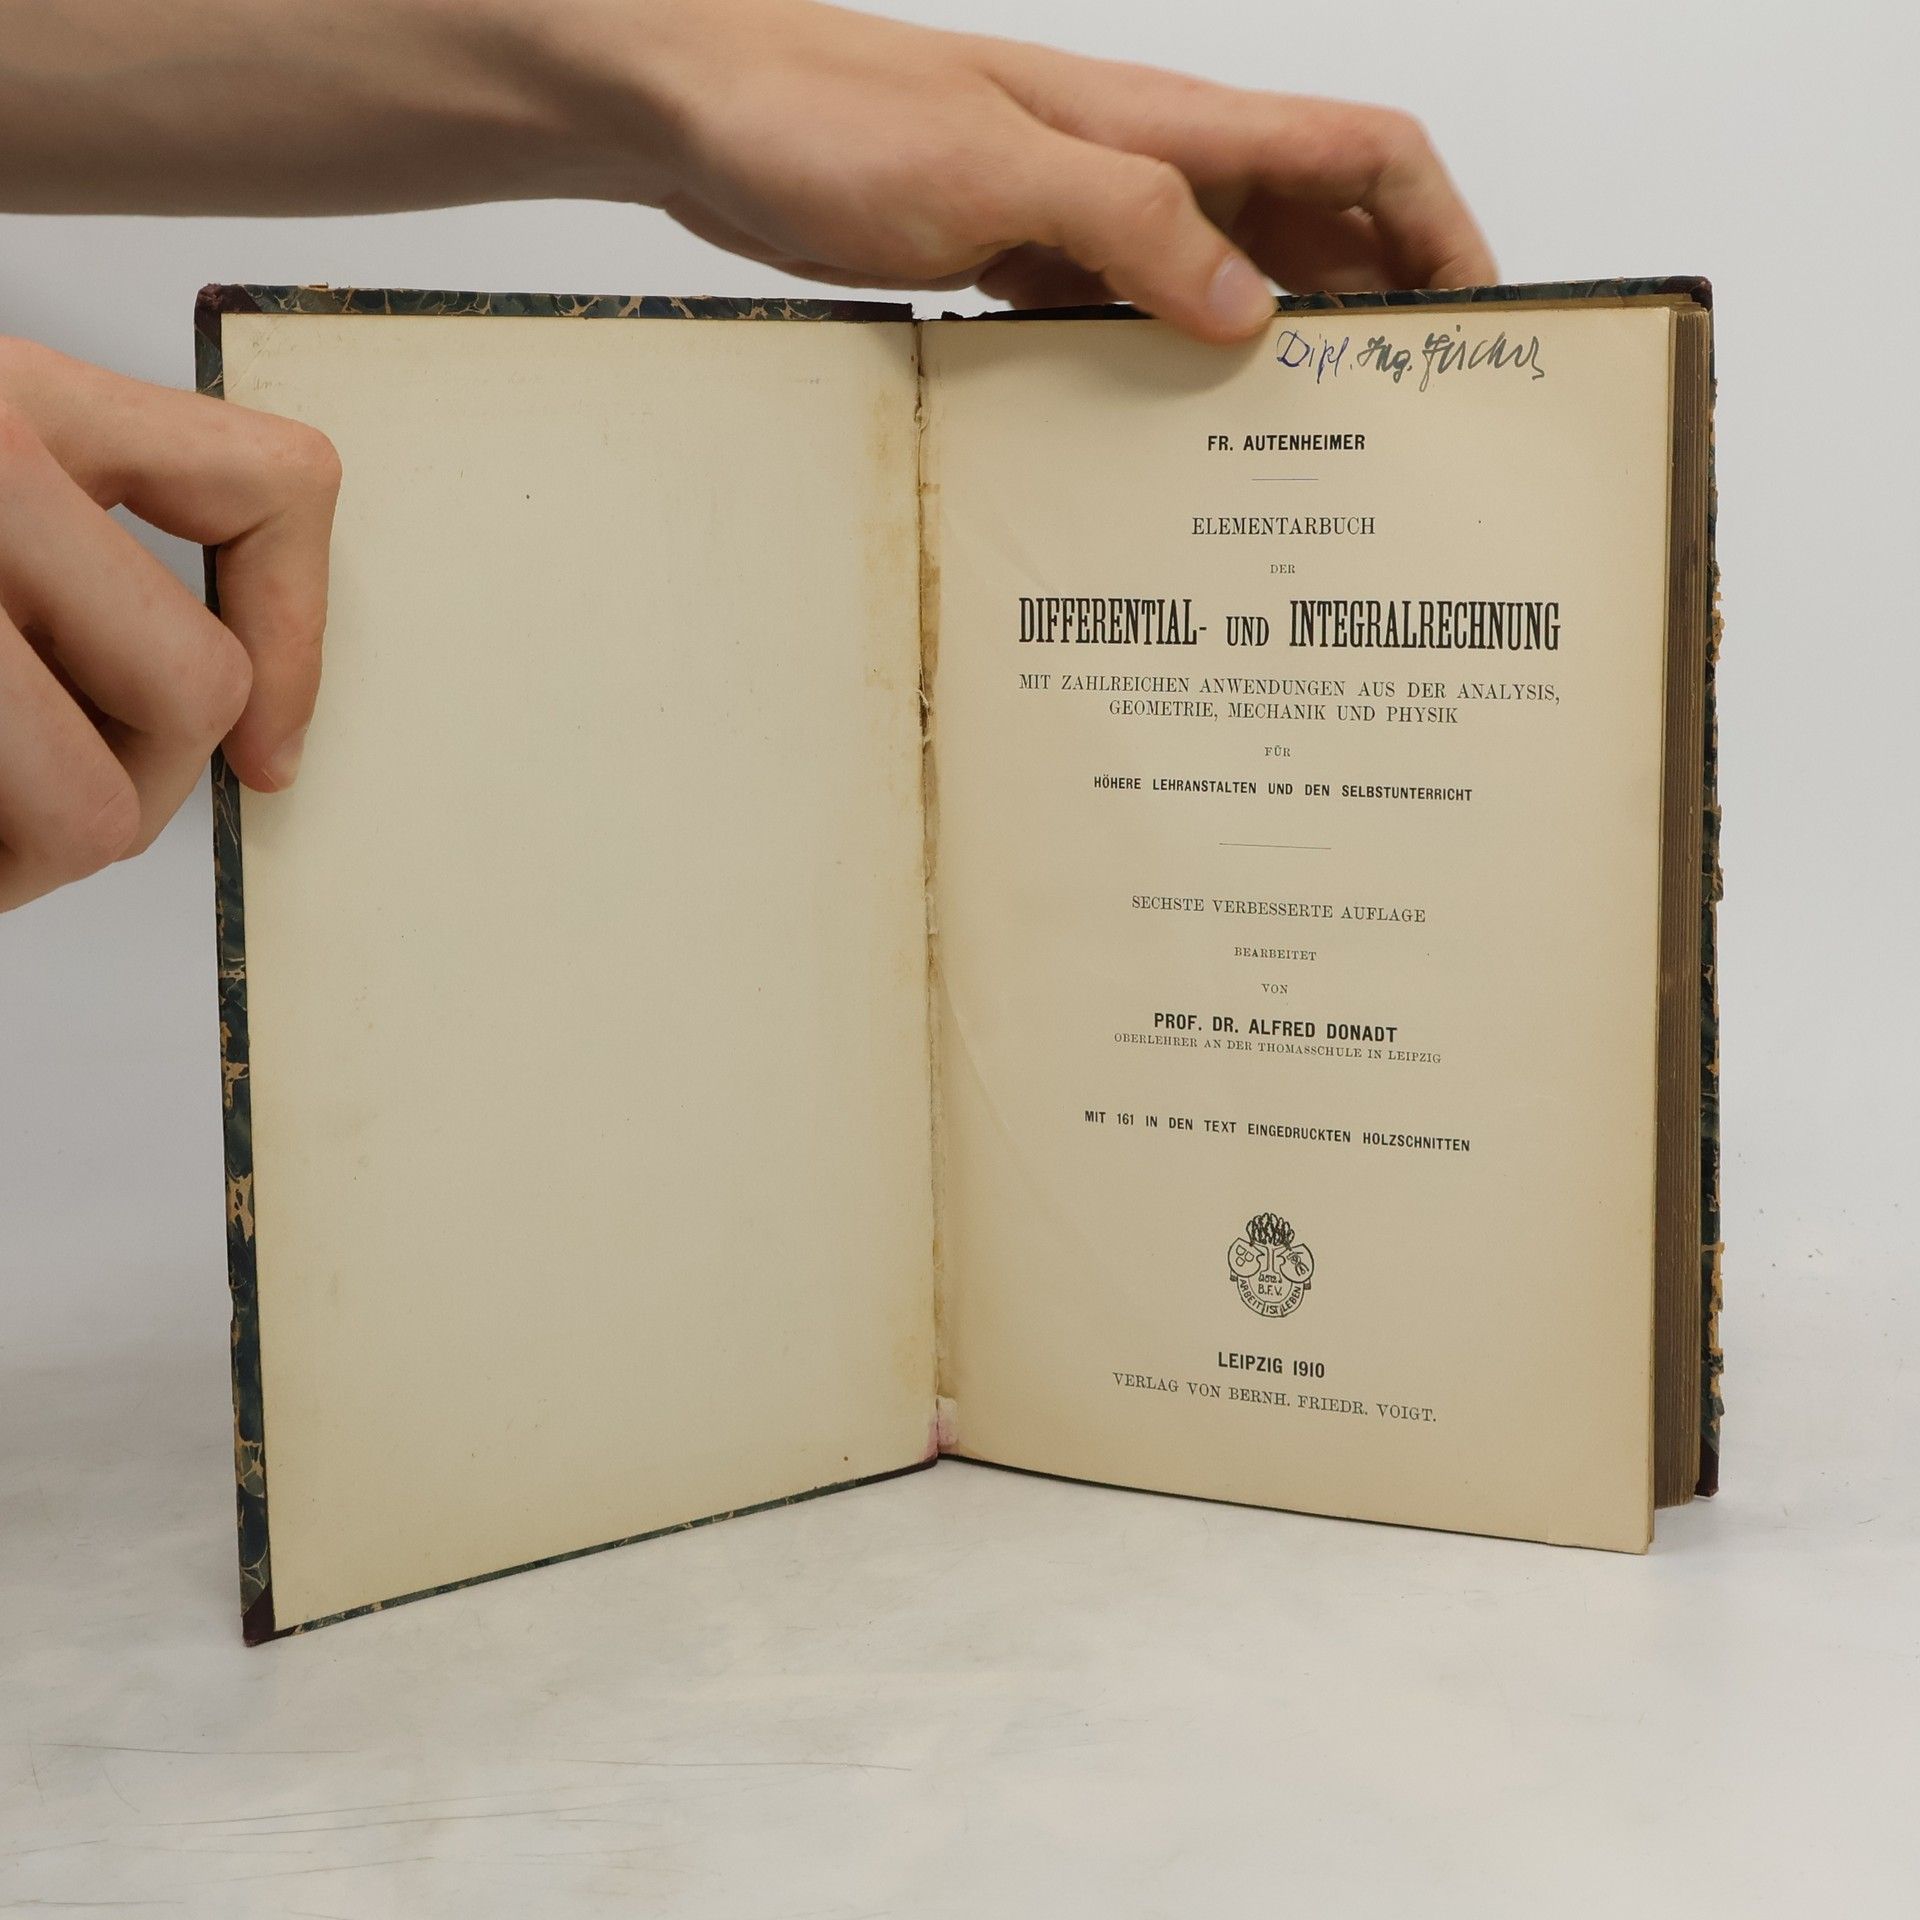 Dipl. Ing. Fischer
FR. AUTENHEIMER
ELEMENTARBUCH
DER
DIFFERENTIAL- UND INTEGRALRECHNUNG
MIT ZAHLREICHEN ANWENDUNGEN AUS DER ANALYSIS,
GEOMETRIE, MECHANIK UND PHYSIK
FÜR
HÖHERE LEHRANSTALTEN UND DEN SELBSTUNTERRICHT
SECHSTE VERBESSERTE AUFLAGE
BEARBEITET
VON
PROF. DR. ALFRED DONADT
OBERLEHRER AN DER THOMASSCHULE IN LEIPZIG
MIT 161 IN DEN TEXT EINGEDRUCKTEN HOLZSCHNITTEN
B.F.V.
ARBEIT IST LEBEN
LEIPZIG 1910
VERLAG VON BERNH. FRIEDR. VOIGT.